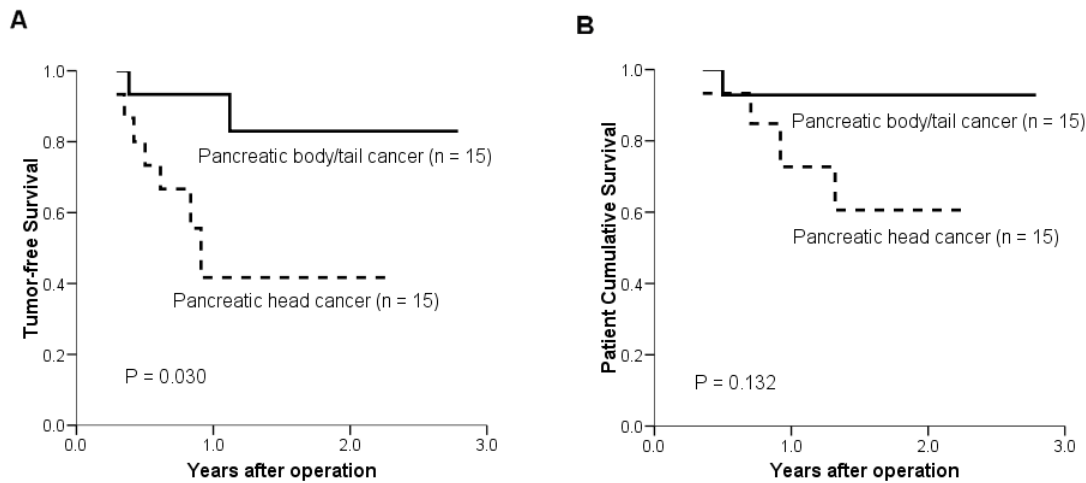 A
Tumor-free Survival
1.0
0.8
0.6
0.4
0.2
0.0
Pancreatic body/tail cancer (n = 15)
Pancreatic head cancer (n = 15)
P = 0.030
0.0 1.0 2.0 3.0
Years after operation
B
Patient Cumulative Survival
1.0
0.8
0.6
0.4
0.2
0.0
Pancreatic body/tail cancer (n = 15)
Pancreatic head cancer (n = 15)
P = 0.132
0.0 1.0 2.0 3.0
Years after operation